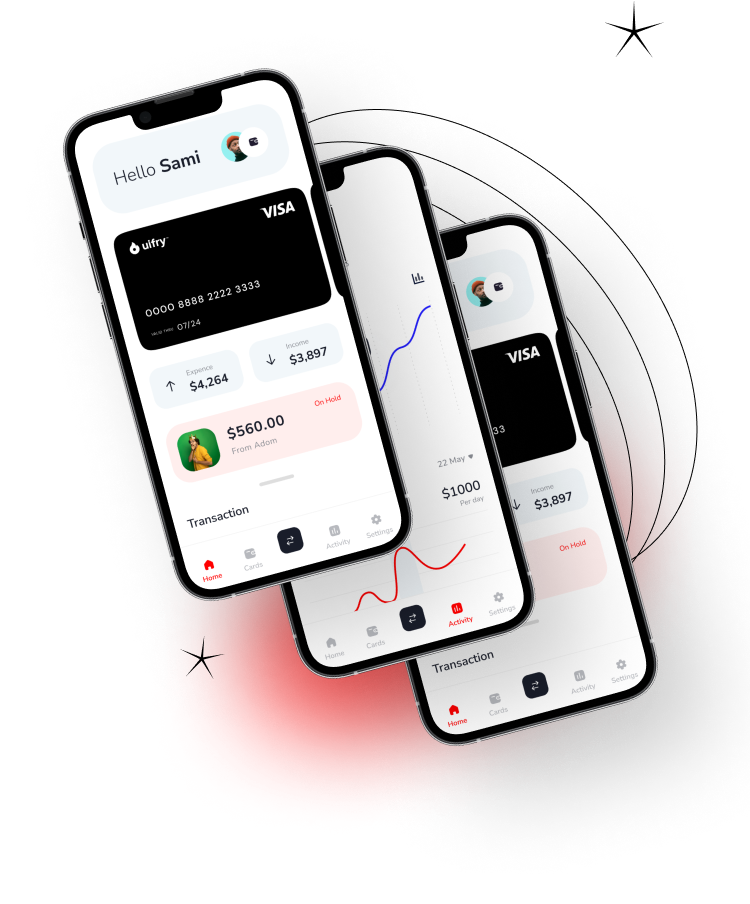 Hello Sami
VISA
uifry™
0000 8888 2222 3333
VALID THRU 07/24
Expence
$4,264
Income
$3,897
On Hold
$560.00
From Adom
Transaction
Home
Cards
Activity
Settings
22 May
$1000
Per day
Home
Cards
Activity
Settings
VISA
33
Income
$3,897
On Hold
Transaction
Home
Cards
Activity
Settings